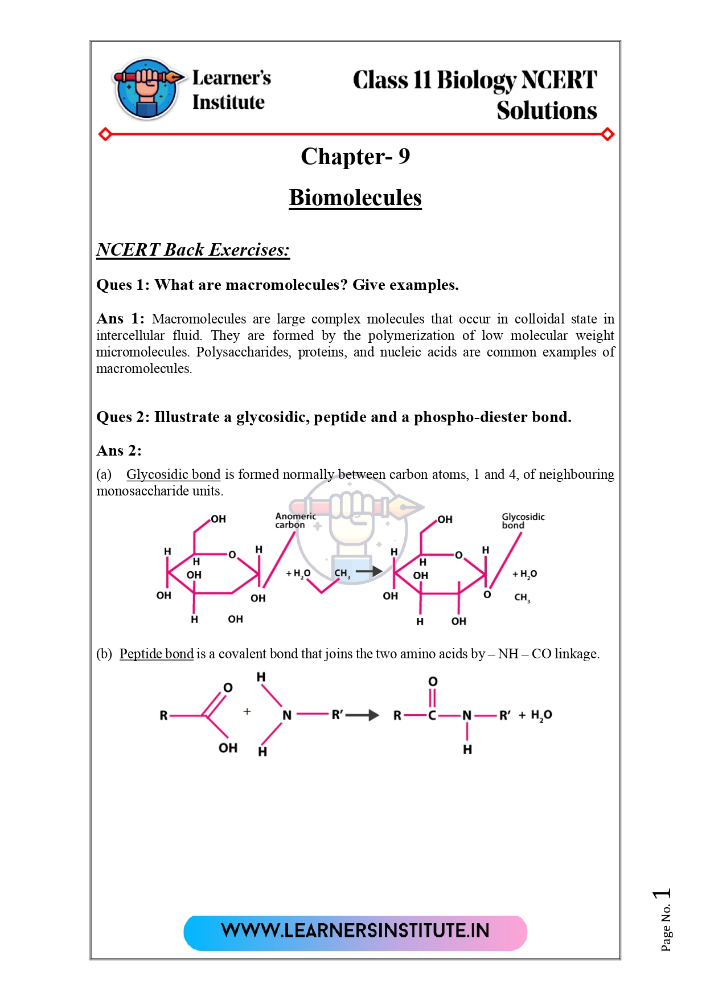 Learner's
Institute
Class 11 Biology NCERT
Solutions
Chapter- 9
Biomolecules
NCERT Back Exercises:
Ques 1: What are macromolecules? Give examples.
Ans 1: Macromolecules are large complex molecules that occur in colloidal state in
intercellular fluid. They are formed by the polymerization of low molecular weight
micromolecules. Polysaccharides, proteins, and nucleic acids are common examples of
macromolecules.
Ques 2: Illustrate a glycosidic, peptide and a phospho-diester bond.
Ans 2:
(a) Glycosidic bond is formed normally between carbon atoms, 1 and 4, of neighbouring
monosaccharide units.
OH Anomeric carbon OH Glycosidic bond
H O H H O H
H H
OH + H₂O CH₃ OH + H₂O
OH OH OH O CH₃
H OH H OH
(b) Peptide bond is a covalent bond that joins the two amino acids by – NH – CO linkage.
H O
O
R + N R’ R C N R’ + H₂O
OH H H
WWW.LEARNERSINSTITUTE.IN
Page No. 1